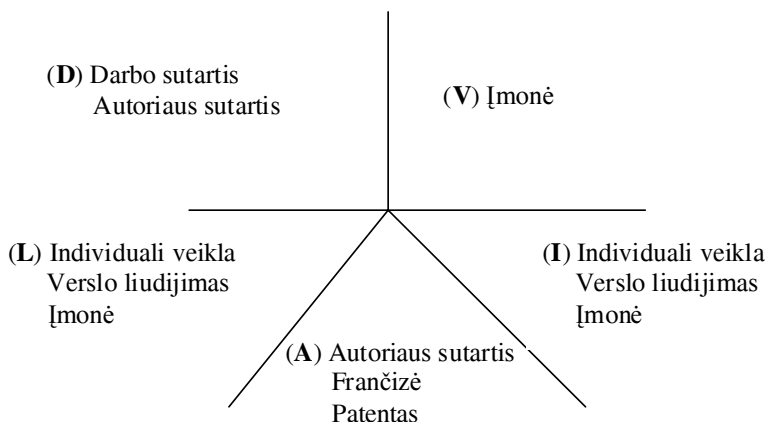 (D) Darbo sutartis
Autoriaus sutartis
(V) Įmonė
(L) Individuali veikla
Verslo liudijimas
Įmonė
(I) Individuali veikla
Verslo liudijimas
Įmonė
(A) Autoriaus sutartis
Frančizė
Patentas